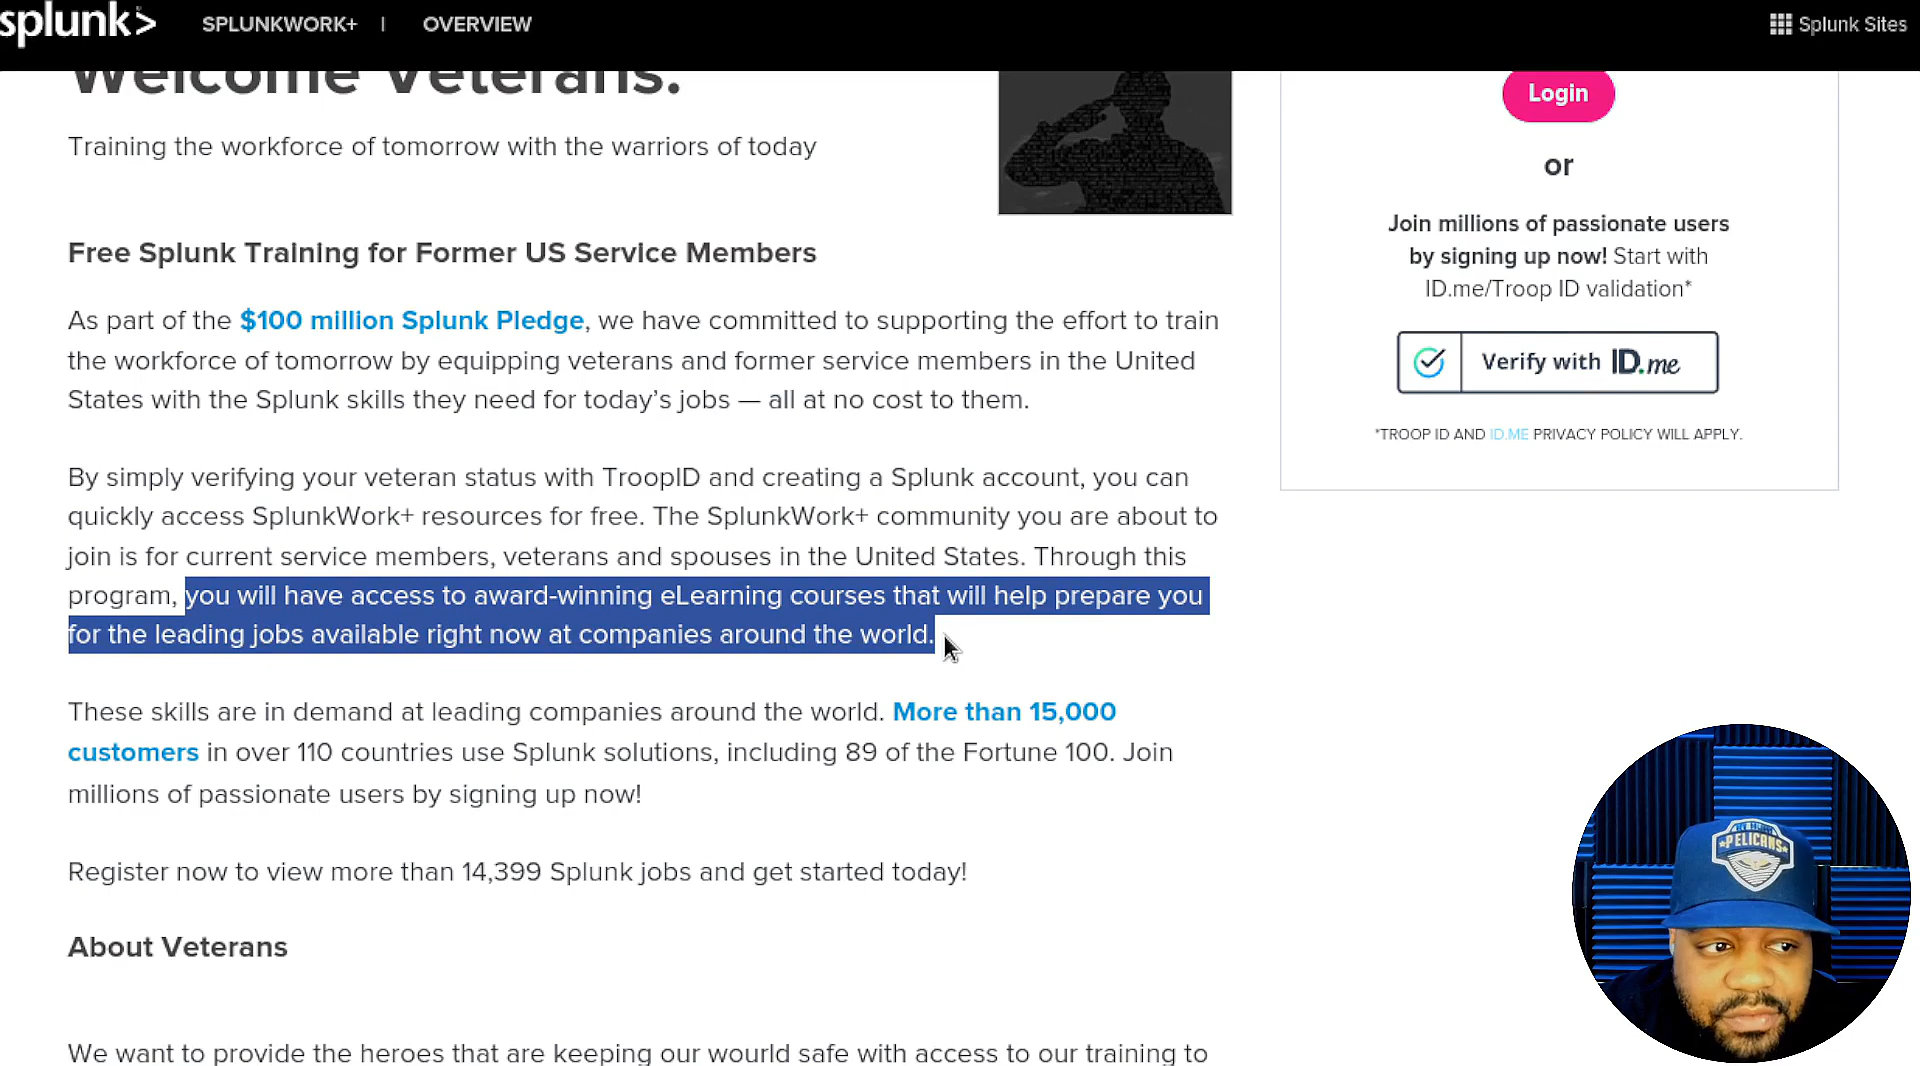 splunk> SPLUNKWORK+ | OVERVIEW Splunk Sites
Welcome Veterans.
Training the workforce of tomorrow with the warriors of today
Free Splunk Training for Former US Service Members
As part of the $100 million Splunk Pledge, we have committed to supporting the effort to train
the workforce of tomorrow by equipping veterans and former service members in the United
States with the Splunk skills they need for today’s jobs — all at no cost to them.
By simply verifying your veteran status with TroopID and creating a Splunk account, you can
quickly access SplunkWork+ resources for free. The SplunkWork+ community you are about to
join is for current service members, veterans and spouses in the United States. Through this
program, you will have access to award-winning eLearning courses that will help prepare you
for the leading jobs available right now at companies around the world.
These skills are in demand at leading companies around the world. More than 15,000
customers in over 110 countries use Splunk solutions, including 89 of the Fortune 100. Join
millions of passionate users by signing up now!
Register now to view more than 14,399 Splunk jobs and get started today!
About Veterans
We want to provide the heroes that are keeping our wourld safe with access to our training to
Login
or
Join millions of passionate users
by signing up now! Start with
ID.me/Troop ID validation*
Verify with ID.me
*TROOP ID AND ID.ME PRIVACY POLICY WILL APPLY.
PELICANS